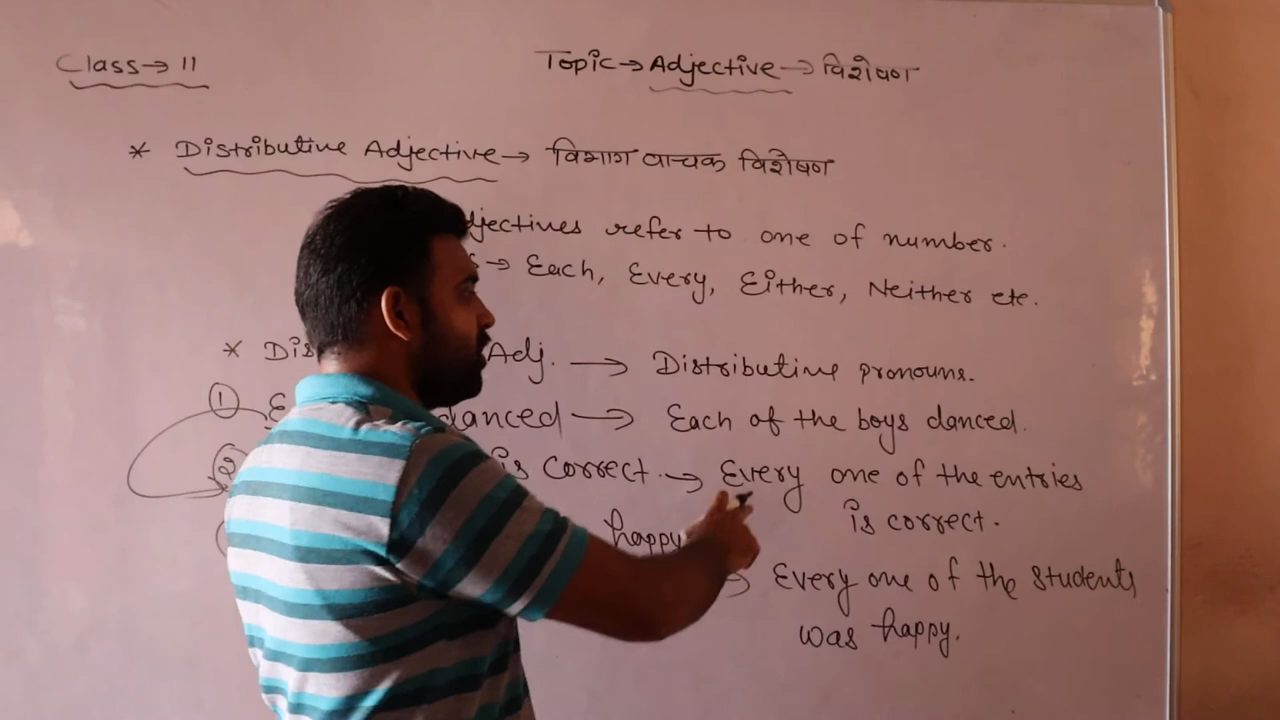 Class → 11
Topic → Adjective → विशेषण
* Distributive Adjective → विभाग वाचक विशेषण
refer to one of number.
→ Each, Every, Either, Neither etc.
* Adj. → Distributive pronouns.
① danced → Each of the boys danced.
② is correct. → Every one of the entries
is correct.
happy
→ Every one of the students
was happy.